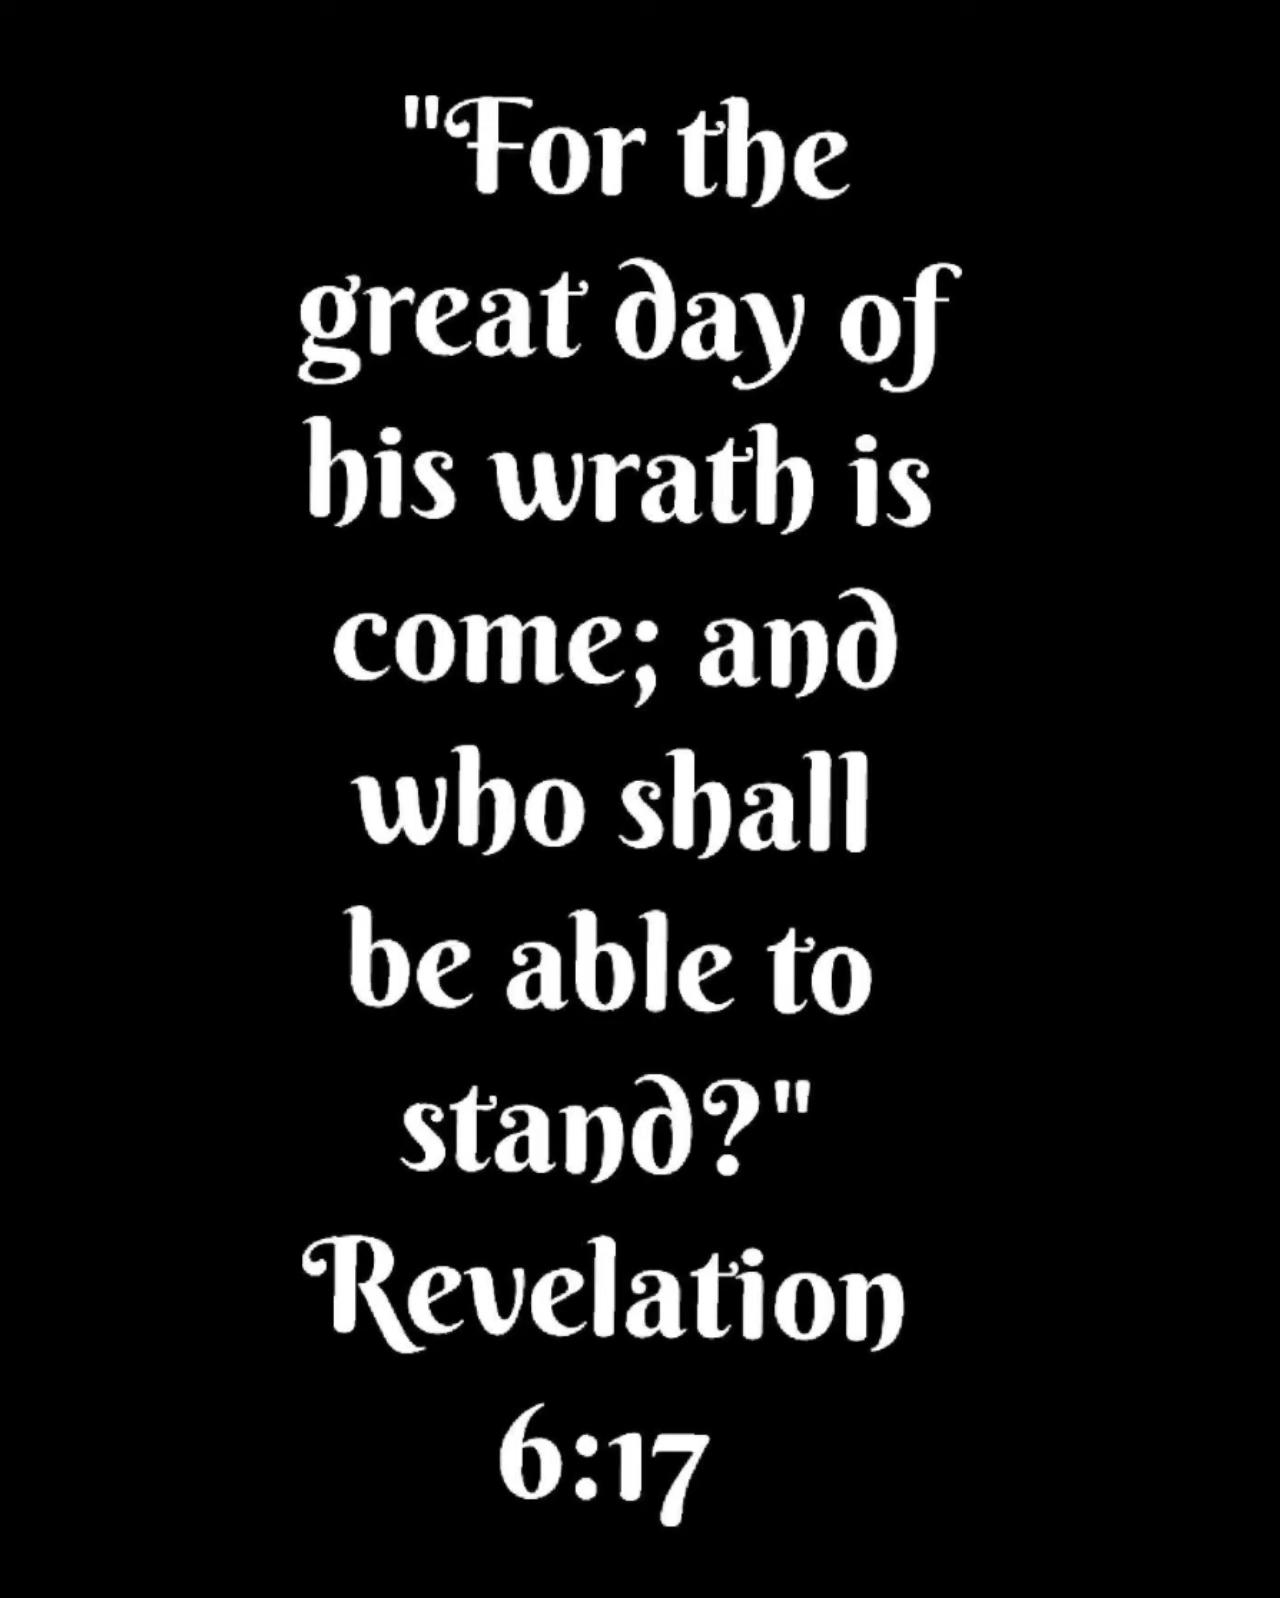 "For the
great day of
his wrath is
come; and
who shall
be able to
stand?"
Revelation
6:17